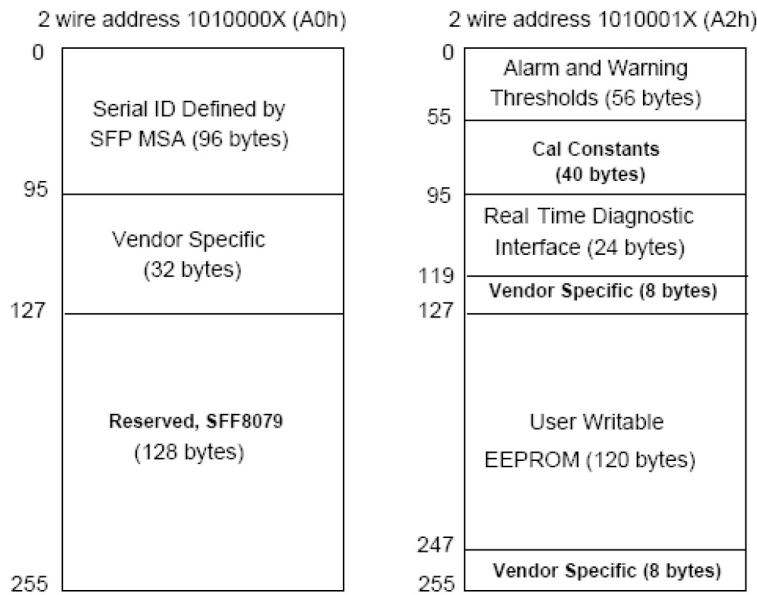 2 wire address 1010000X (A0h)
0
Serial ID Defined by
SFP MSA (96 bytes)
95
Vendor Specific
(32 bytes)
127
Reserved, SFF8079
(128 bytes)
255
2 wire address 1010001X (A2h)
0
Alarm and Warning
Thresholds (56 bytes)
55
Cal Constants
(40 bytes)
95
Real Time Diagnostic
Interface (24 bytes)
119
Vendor Specific (8 bytes)
127
User Writable
EEPROM (120 bytes)
247
Vendor Specific (8 bytes)
255